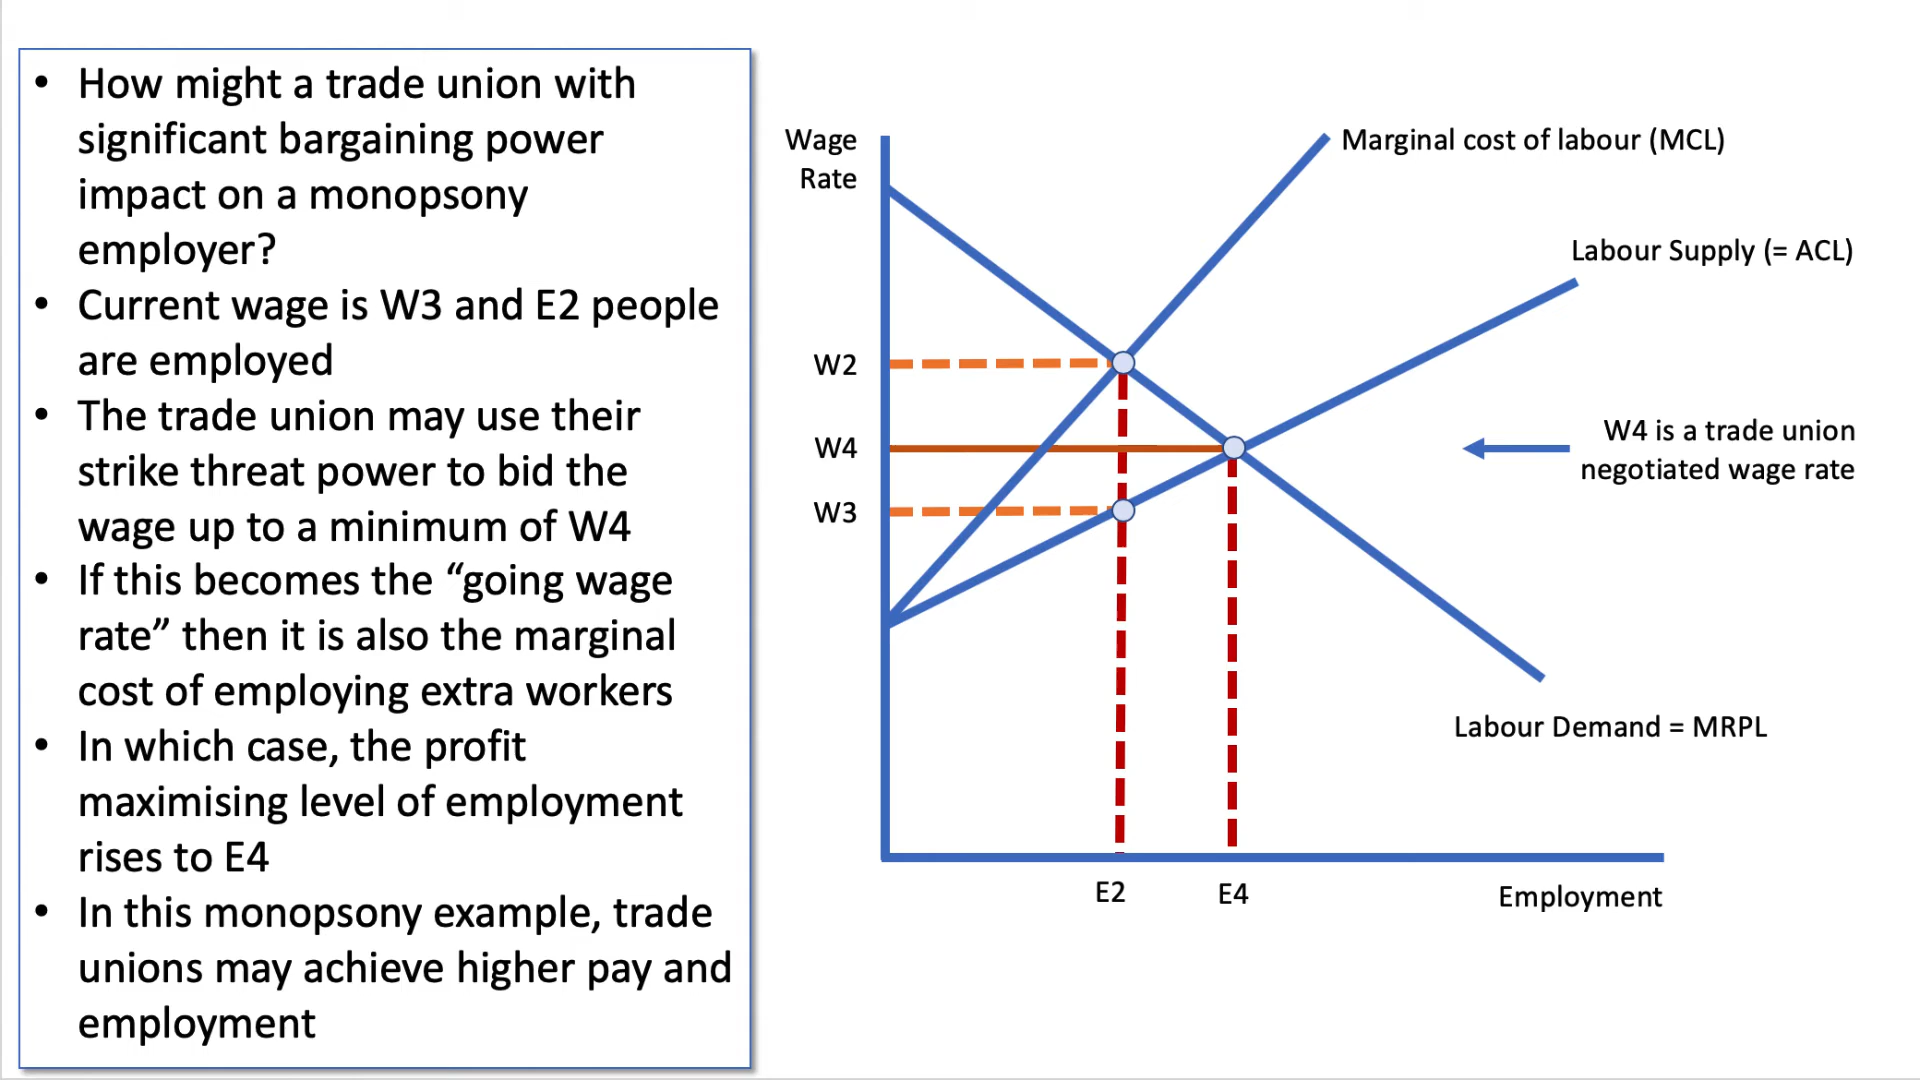 • How might a trade union with
significant bargaining power
impact on a monopsony
employer?
• Current wage is W3 and E2 people
are employed
• The trade union may use their
strike threat power to bid the
wage up to a minimum of W4
• If this becomes the “going wage
rate” then it is also the marginal
cost of employing extra workers
• In which case, the profit
maximising level of employment
rises to E4
• In this monopsony example, trade
unions may achieve higher pay and
employment
Wage
Rate
Marginal cost of labour (MCL)
Labour Supply (= ACL)
W2
W4
W4 is a trade union
negotiated wage rate
W3
Labour Demand = MRPL
E2
E4
Employment